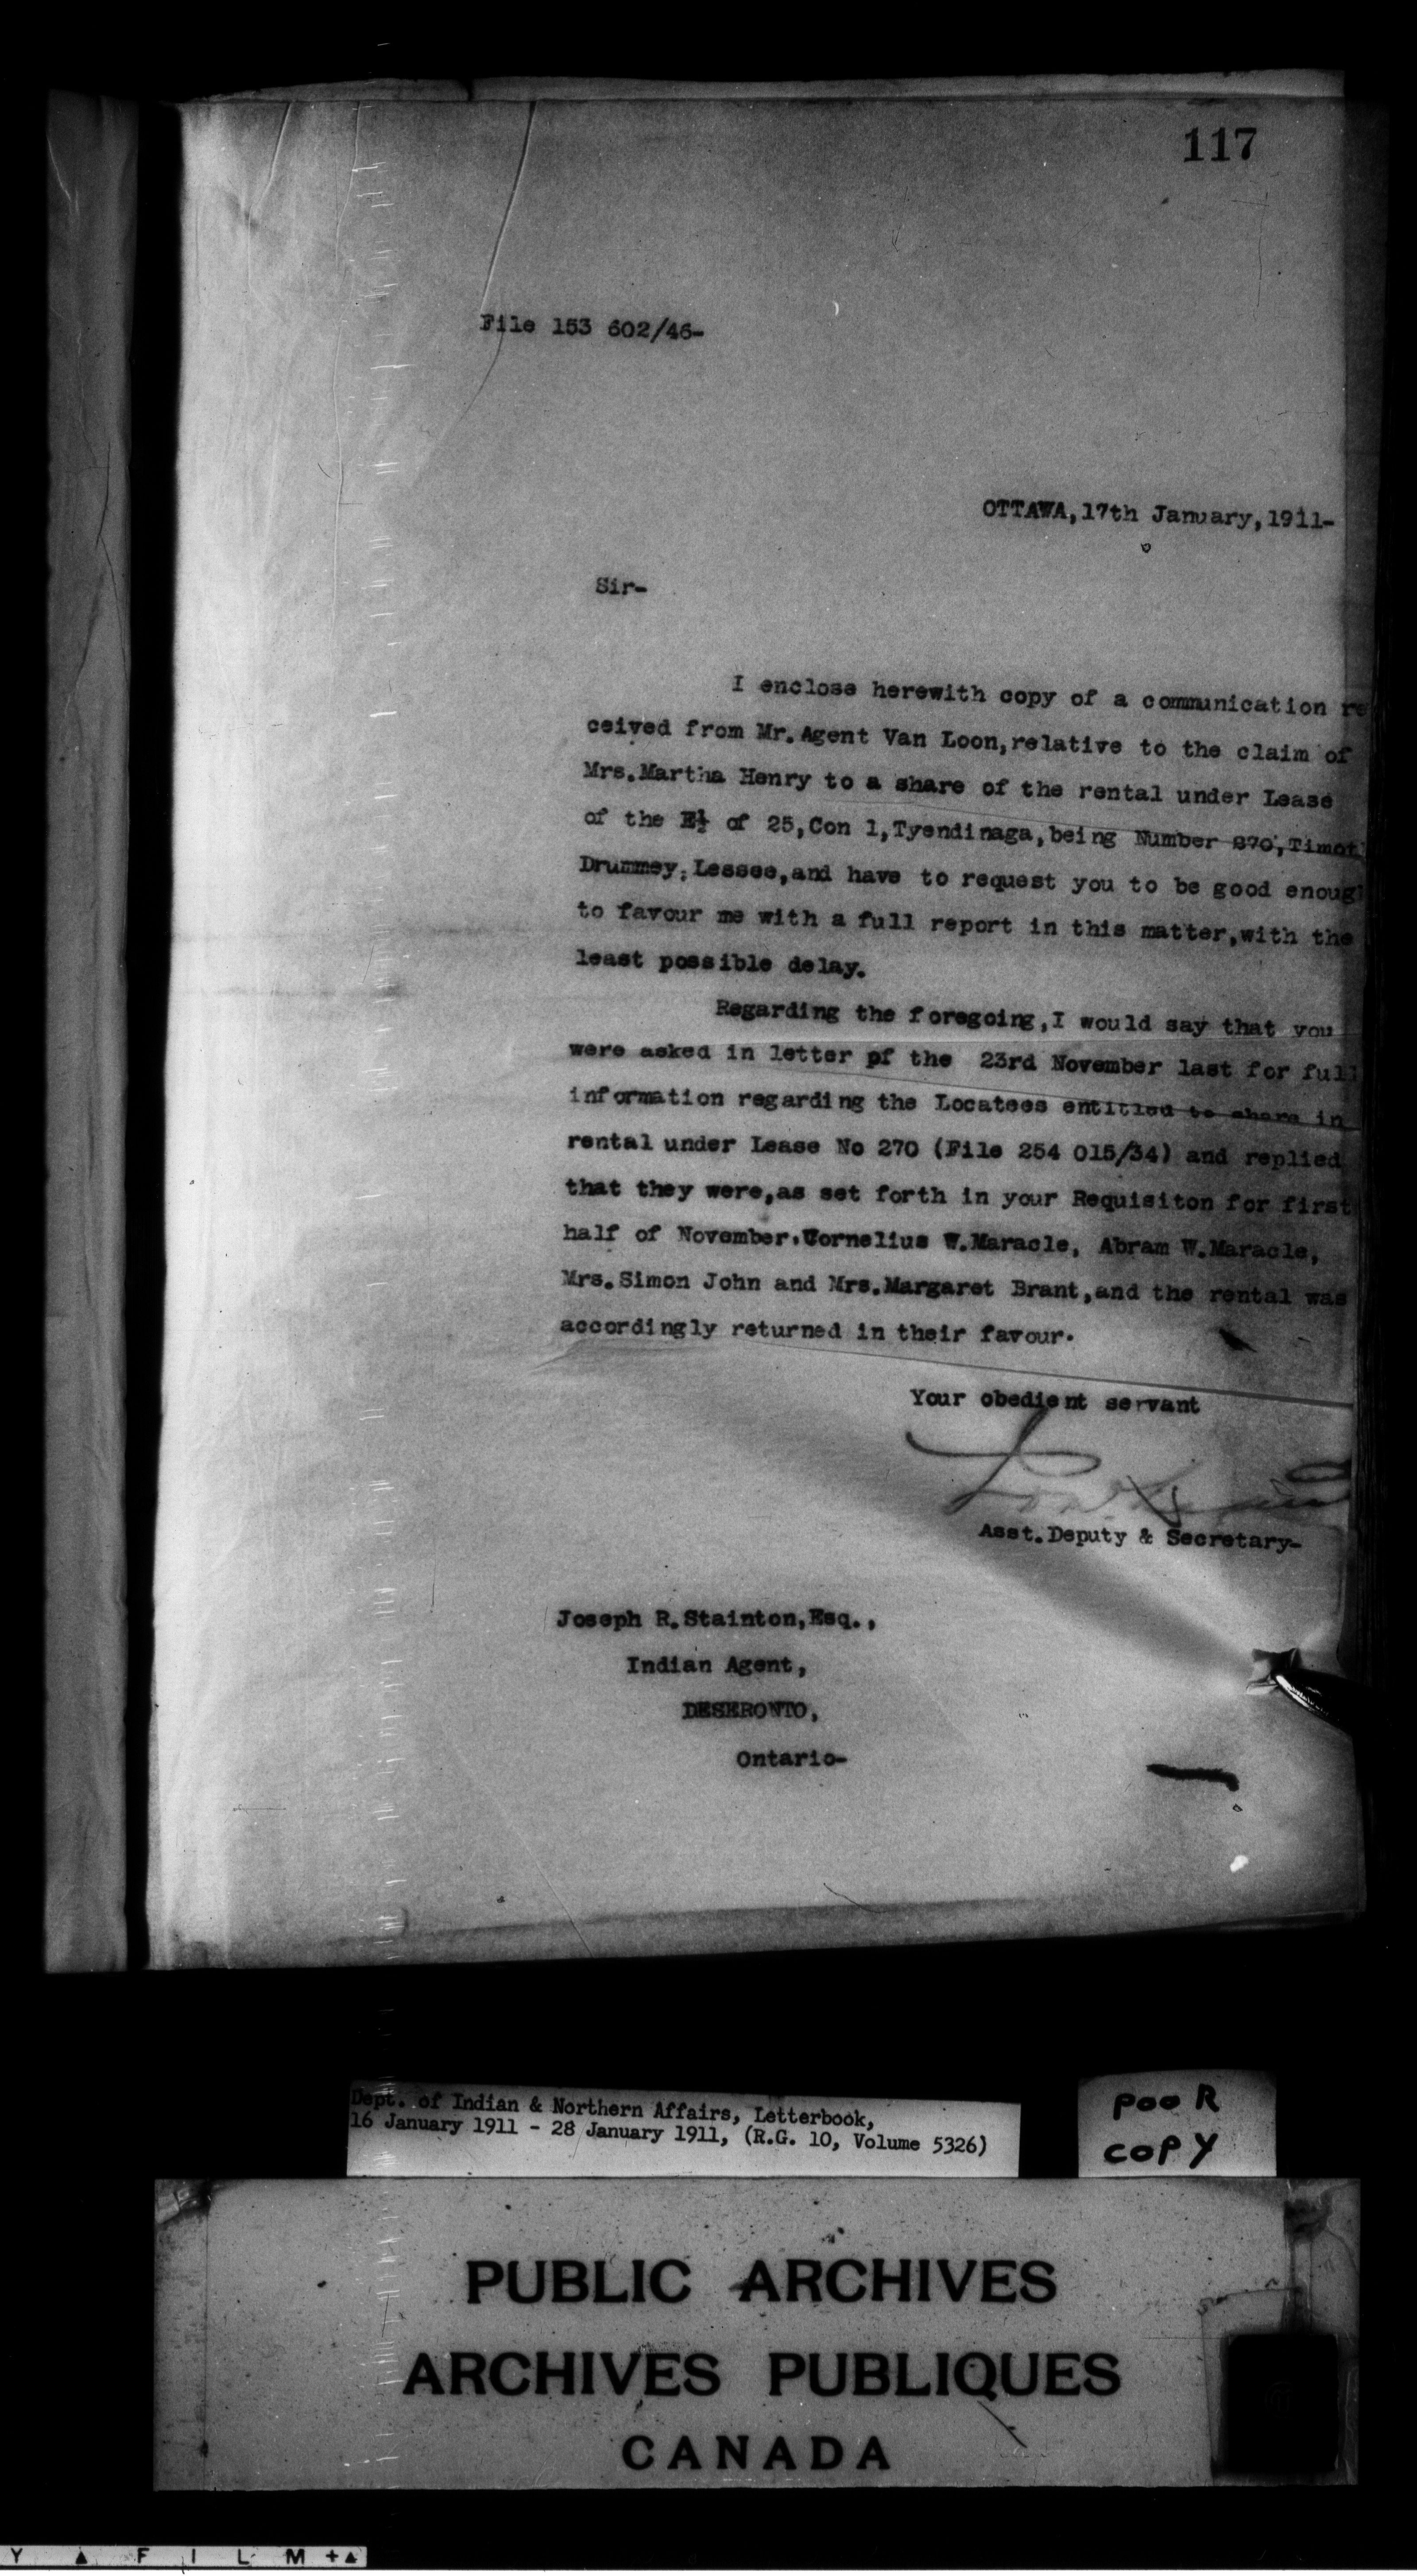 117
File 153 602/46-
OTTAWA, 17th January, 1911-
Sir-
I enclose herewith copy of a communication re
ceived from Mr. Agent Van Loon, relative to the claim of
Mrs. Martha Henry to a share of the rental under Lease
of the E½ of 25, Con 1, Tyendinaga, being Number 270, Timot
Drummey, Lessee, and have to request you to be good enoug
to favour me with a full report in this matter, with the
least possible delay.
Regarding the foregoing, I would say that you
were asked in letter pf the 23rd November last for full
information regarding the Locatees entitled to share in
rental under Lease No 270 (File 254 015/34) and replied
that they were, as set forth in your Requisiton for first
half of November. Cornelius W. Maracle, Abram W. Maracle,
Mrs. Simon John and Mrs. Margaret Brant, and the rental was
accordingly returned in their favour.
Your obedient servant
Asst. Deputy & Secretary-
Joseph R. Stainton, Esq.,
Indian Agent,
DESERONTO,
Ontario-
Dept. of Indian & Northern Affairs, Letterbook,
16 January 1911 - 28 January 1911, (R.G. 10, Volume 5326)
POOR
COPY
PUBLIC ARCHIVES
ARCHIVES PUBLIQUES
CANADA
Y ▲ F I L M +▲